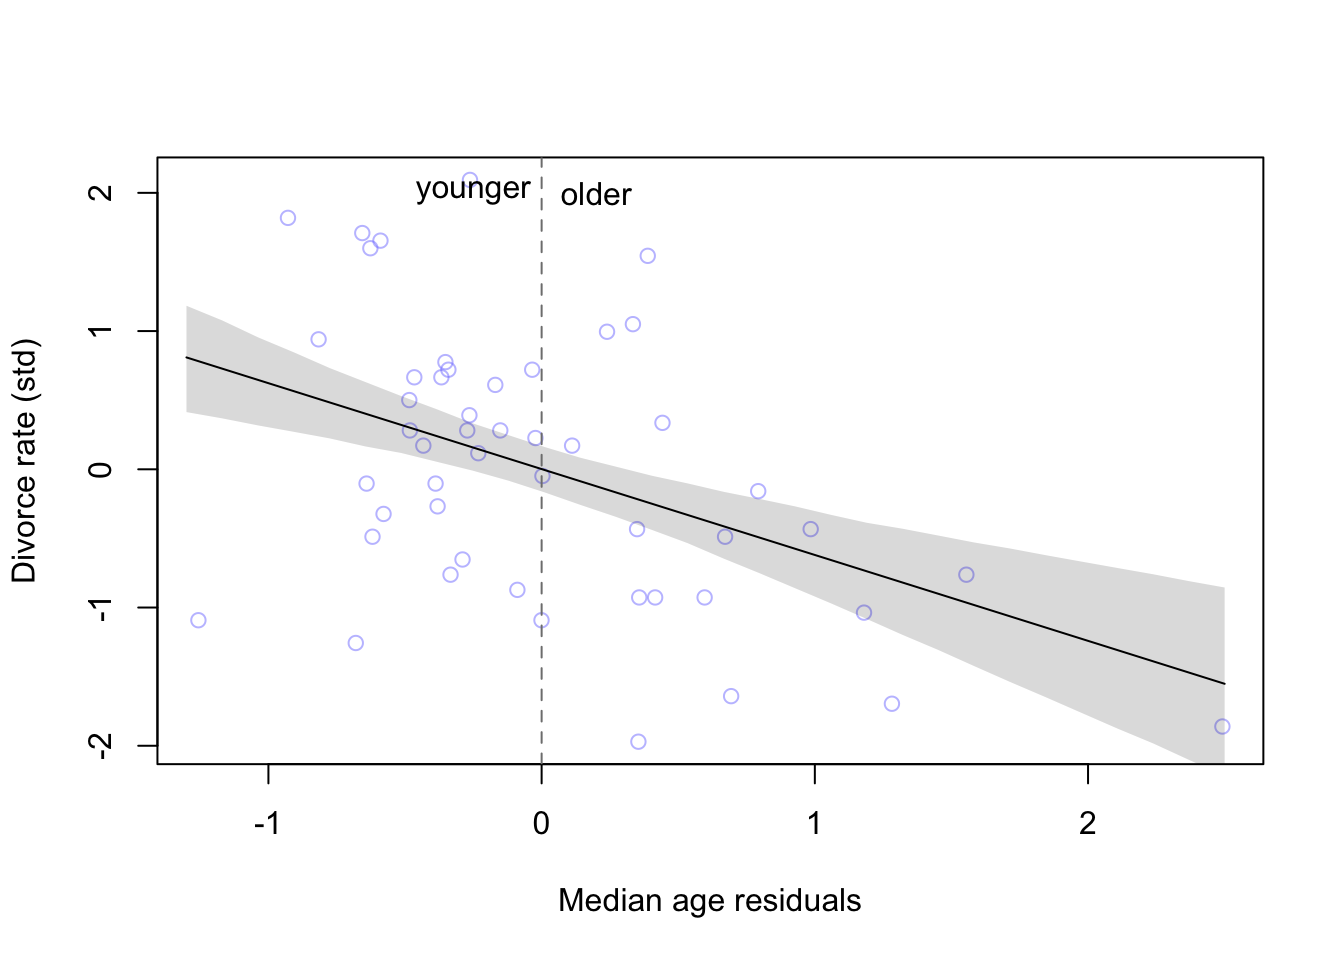 younger
older
Divorce rate (std)
2
1
0
-1
-2
-1
0
1
2
Median age residuals